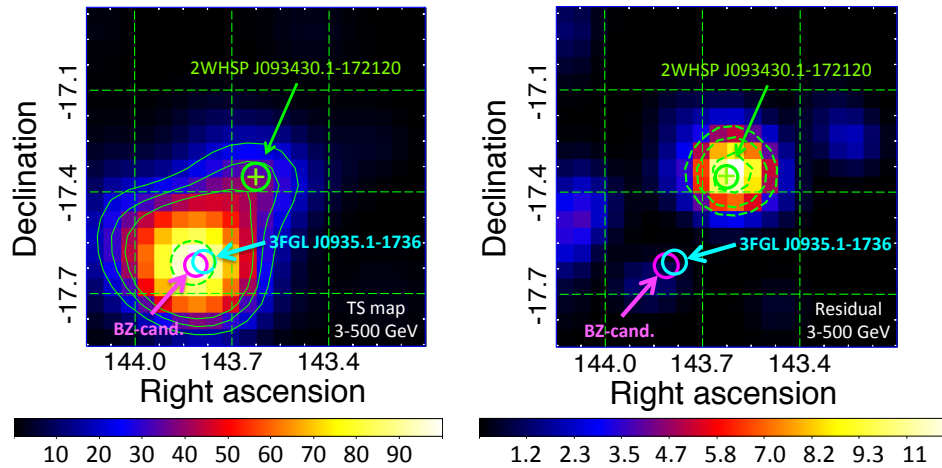 2WHSP J093430.1-172120
3FGL J0935.1-1736
BZ-cand.
TS map
3-500 GeV
Declination
-17.1
-17.4
-17.7
144.0 143.7 143.4
Right ascension
10 20 30 40 50 60 70 80 90
2WHSP J093430.1-172120
3FGL J0935.1-1736
BZ-cand.
Residual
3-500 GeV
Declination
-17.1
-17.4
-17.7
144.0 143.7 143.4
Right ascension
1.2 2.3 3.5 4.7 5.8 7.0 8.2 9.3 11